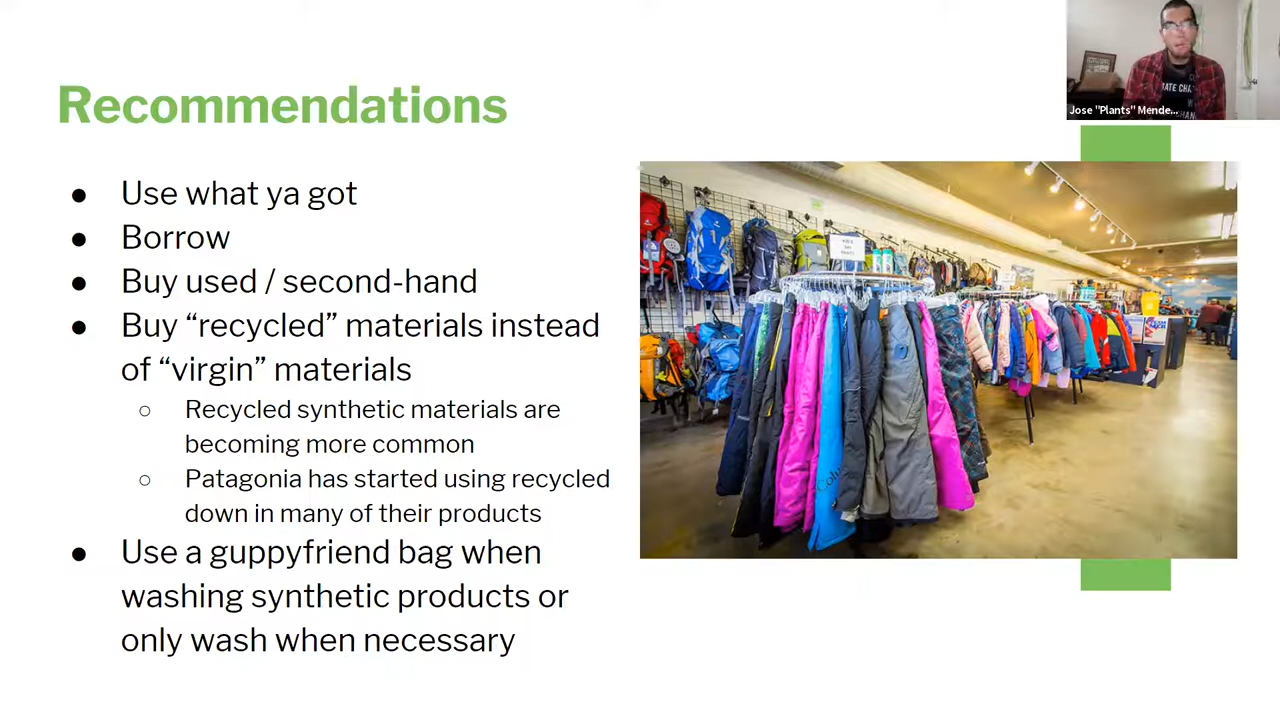 Recommendations
● Use what ya got
● Borrow
● Buy used / second-hand
● Buy “recycled” materials instead
of “virgin” materials
○ Recycled synthetic materials are
becoming more common
○ Patagonia has started using recycled
down in many of their products
● Use a guppyfriend bag when
washing synthetic products or
only wash when necessary
Jose "Plants" Mende...